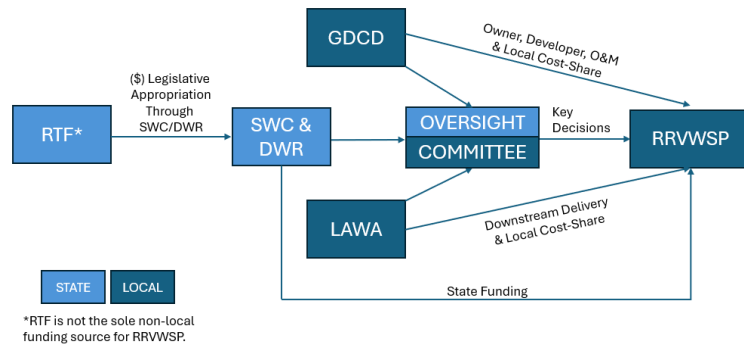 GDCD
Owner, Developer, O&M
& Local Cost-Share
($) Legislative
Appropriation
Through
SWC/DWR
RTF*
SWC &
DWR
OVERSIGHT
COMMITTEE
Key
Decisions
RRVWSP
LAWA
Downstream Delivery
& Local Cost-Share
STATE
LOCAL
State Funding
*RTF is not the sole non-local
funding source for RRVWSP.